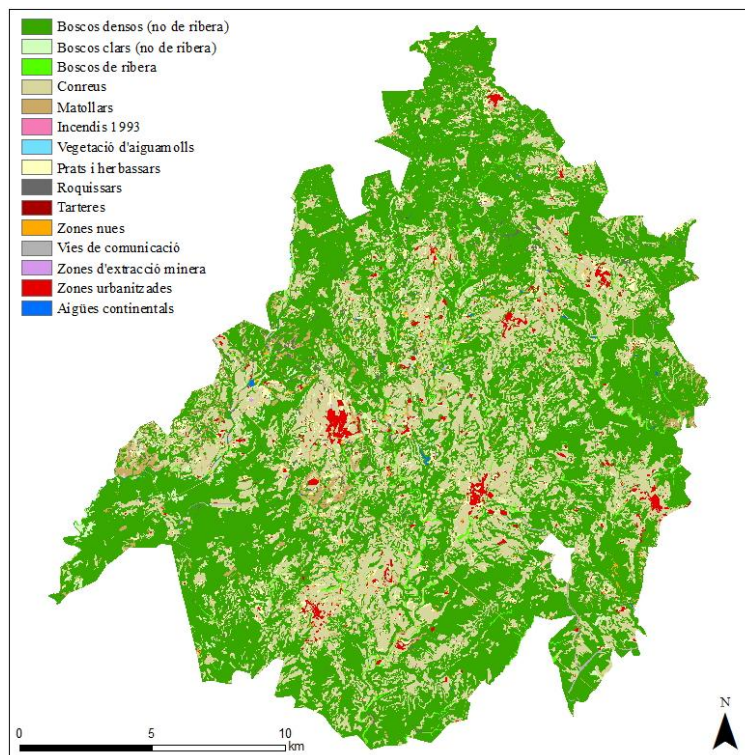 Boscos densos (no de ribera)
Boscos clars (no de ribera)
Boscos de ribera
Conreus
Matollars
Incendis 1993
Vegetació d'aiguamolls
Prats i herbassars
Roquissars
Tarteres
Zones nues
Vies de comunicació
Zones d'extracció minera
Zones urbanitzades
Aigües continentals
N
0 5 10
km